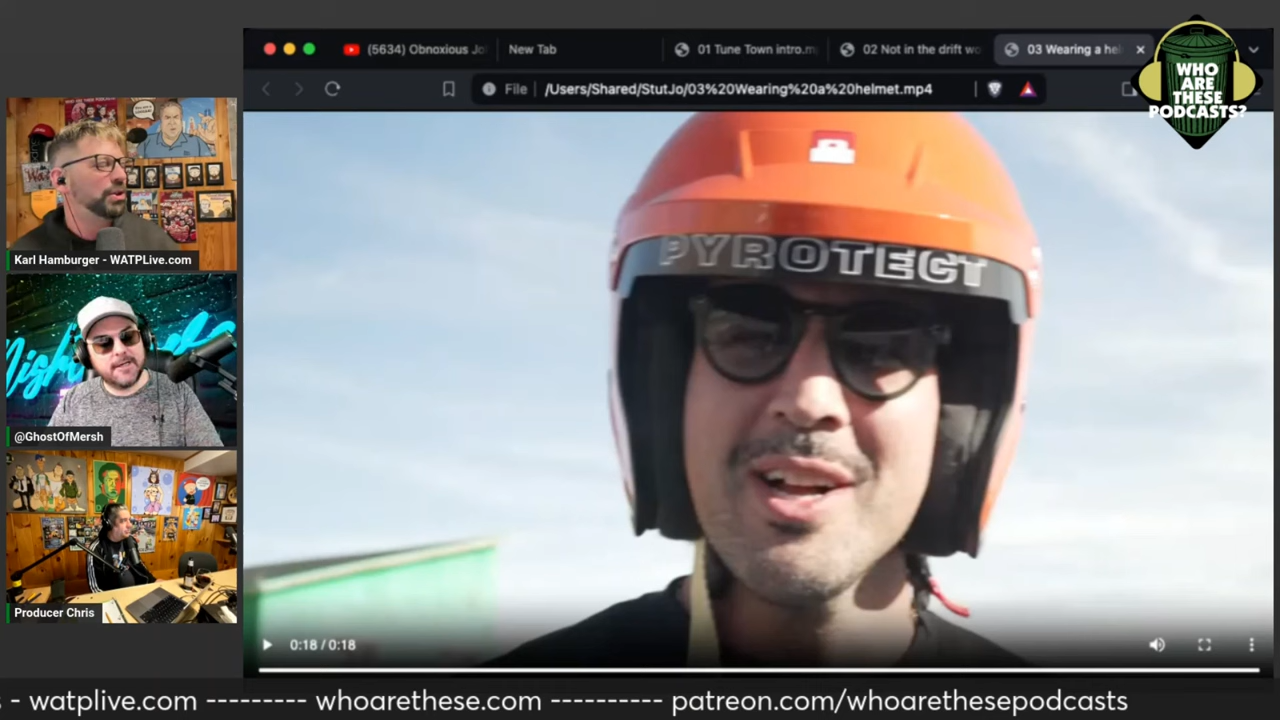 (5634) Obnoxious Jo
New Tab
01 Tune Town intro.m
02 Not in the drift wo
03 Wearing a hel
File
/Users/Shared/StutJo/03%20Wearing%20a%20helmet.mp4
WHO
ARE
THESE
PODCASTS?
PYROTECT
Karl Hamburger - WATPLive.com
@GhostOfMersh
Producer Chris
0:18 / 0:18
- watplive.com --------- whoarethese.com ---------- patreon.com/whoarethesepodcasts